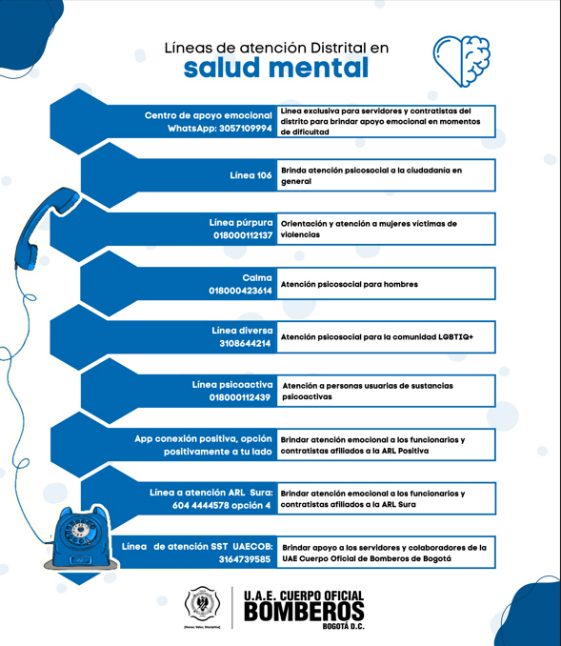 Líneas de atención Distrital en
salud mental
Centro de apoyo emocional
WhatsApp: 3057109994
Línea exclusiva para servidores y contratistas del
distrito para brindar apoyo emocional en momentos
de dificultad
Línea 106
Brinda atención psicosocial a la ciudadanía en
general
Línea púrpura
018000112137
Orientación y atención a mujeres víctimas de
violencias
Calma
018000423614
Atención psicosocial para hombres
Línea diversa
3108644214
Atención psicosocial para la comunidad LGBTIQ+
Línea psicoactiva
018000112439
Atención a personas usuarias de sustancias
psicoactivas
App conexión positiva, opción
positivamente a tu lado
Brindar atención emocional a los funcionarios y
contratistas afiliados a la ARL Positiva
Línea a atención ARL Sura:
604 4444578 opción 4
Brindar atención emocional a los funcionarios y
contratistas afiliados a la ARL Sura
Línea de atención SST UAECOB:
3164739585
Brindar apoyo a los servidores y colaboradores de la
UAE Cuerpo Oficial de Bomberos de Bogotá
U.A.E. CUERPO OFICIAL
BOMBEROS
BOGOTÁ D.C.